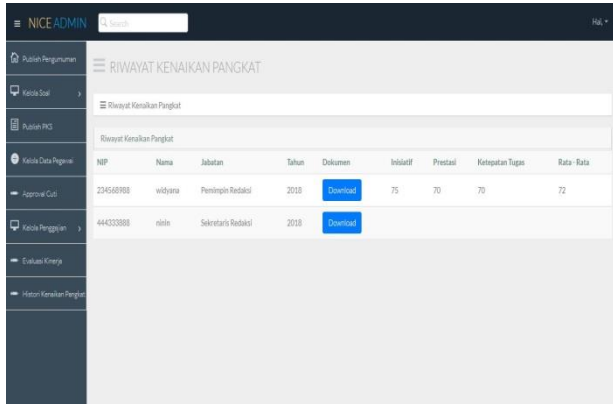 NICE ADMIN
Search
Hai,
Publish Pengumuman
Kelola Soal
Publish PKS
Kelola Data Pegawai
Approval Cuti
Kelola Penggajian
Evaluasi Kinerja
Histori Kenaikan Pangkat
RIWAYAT KENAIKAN PANGKAT
Riwayat Kenaikan Pangkat
Riwayat Kenaikan Pangkat
NIP Nama Jabatan Tahun Dokumen Inisiatif Prestasi Ketepatan Tugas Rata - Rata
234568988 widyana Pemimpin Redaksi 2018 Download 75 70 70 72
444333888 ninin Sekretaris Redaksi 2018 Download